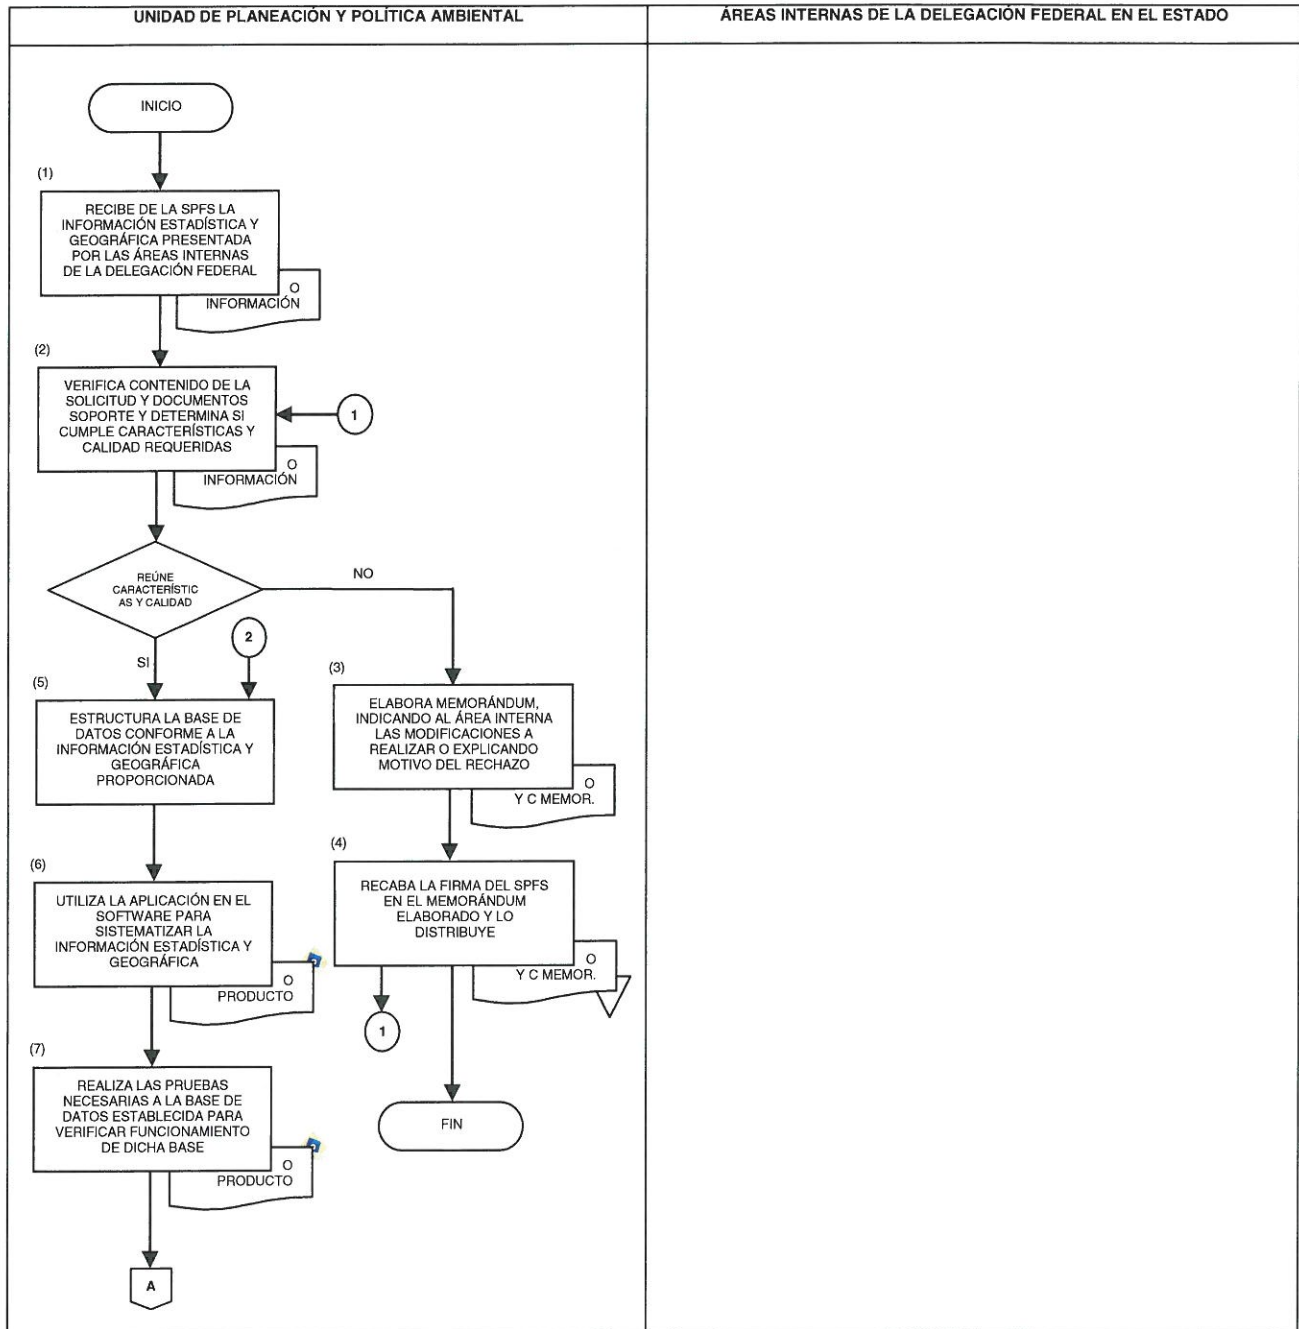 UNIDAD DE PLANEACIÓN Y POLÍTICA AMBIENTAL
ÁREAS INTERNAS DE LA DELEGACIÓN FEDERAL EN EL ESTADO
INICIO
(1)
RECIBE DE LA SPFS LA
INFORMACIÓN ESTADÍSTICA Y
GEOGRÁFICA PRESENTADA
POR LAS ÁREAS INTERNAS
DE LA DELEGACIÓN FEDERAL
O
INFORMACIÓN
(2)
VERIFICA CONTENIDO DE LA
SOLICITUD Y DOCUMENTOS
SOPORTE Y DETERMINA SI
CUMPLE CARACTERÍSTICAS Y
CALIDAD REQUERIDAS
1
O
INFORMACIÓN
REÚNE
CARACTERÍSTIC
AS Y CALIDAD
NO
2
SI
(5)
ESTRUCTURA LA BASE DE
DATOS CONFORME A LA
INFORMACIÓN ESTADÍSTICA Y
GEOGRÁFICA
PROPORCIONADA
(3)
ELABORA MEMORÁNDUM,
INDICANDO AL ÁREA INTERNA
LAS MODIFICACIONES A
REALIZAR O EXPLICANDO
MOTIVO DEL RECHAZO
O
Y C MEMOR.
(6)
UTILIZA LA APLICACIÓN EN EL
SOFTWARE PARA
SISTEMATIZAR LA
INFORMACIÓN ESTADÍSTICA Y
GEOGRÁFICA
O
PRODUCTO
(4)
RECABA LA FIRMA DEL SPFS
EN EL MEMORÁNDUM
ELABORADO Y LO
DISTRIBUYE
O
Y C MEMOR.
1
(7)
REALIZA LAS PRUEBAS
NECESARIAS A LA BASE DE
DATOS ESTABLECIDA PARA
VERIFICAR FUNCIONAMIENTO
DE DICHA BASE
O
PRODUCTO
FIN
A